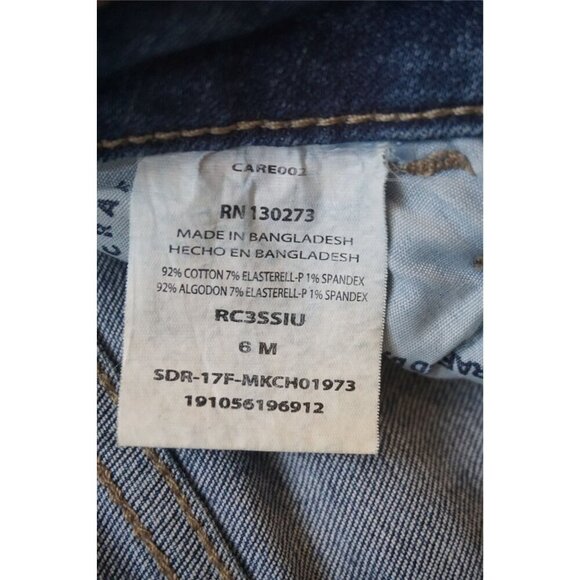 CARE002
RN 130273
MADE IN BANGLADESH
HECHO EN BANGLADESH
92% COTTON 7% ELASTERELL-P 1% SPANDEX
92% ALGODON 7% ELASTERELL-P 1% SPANDEX
RC3SSIU
6 M
SDR-17F-MKCH01973
191056196912